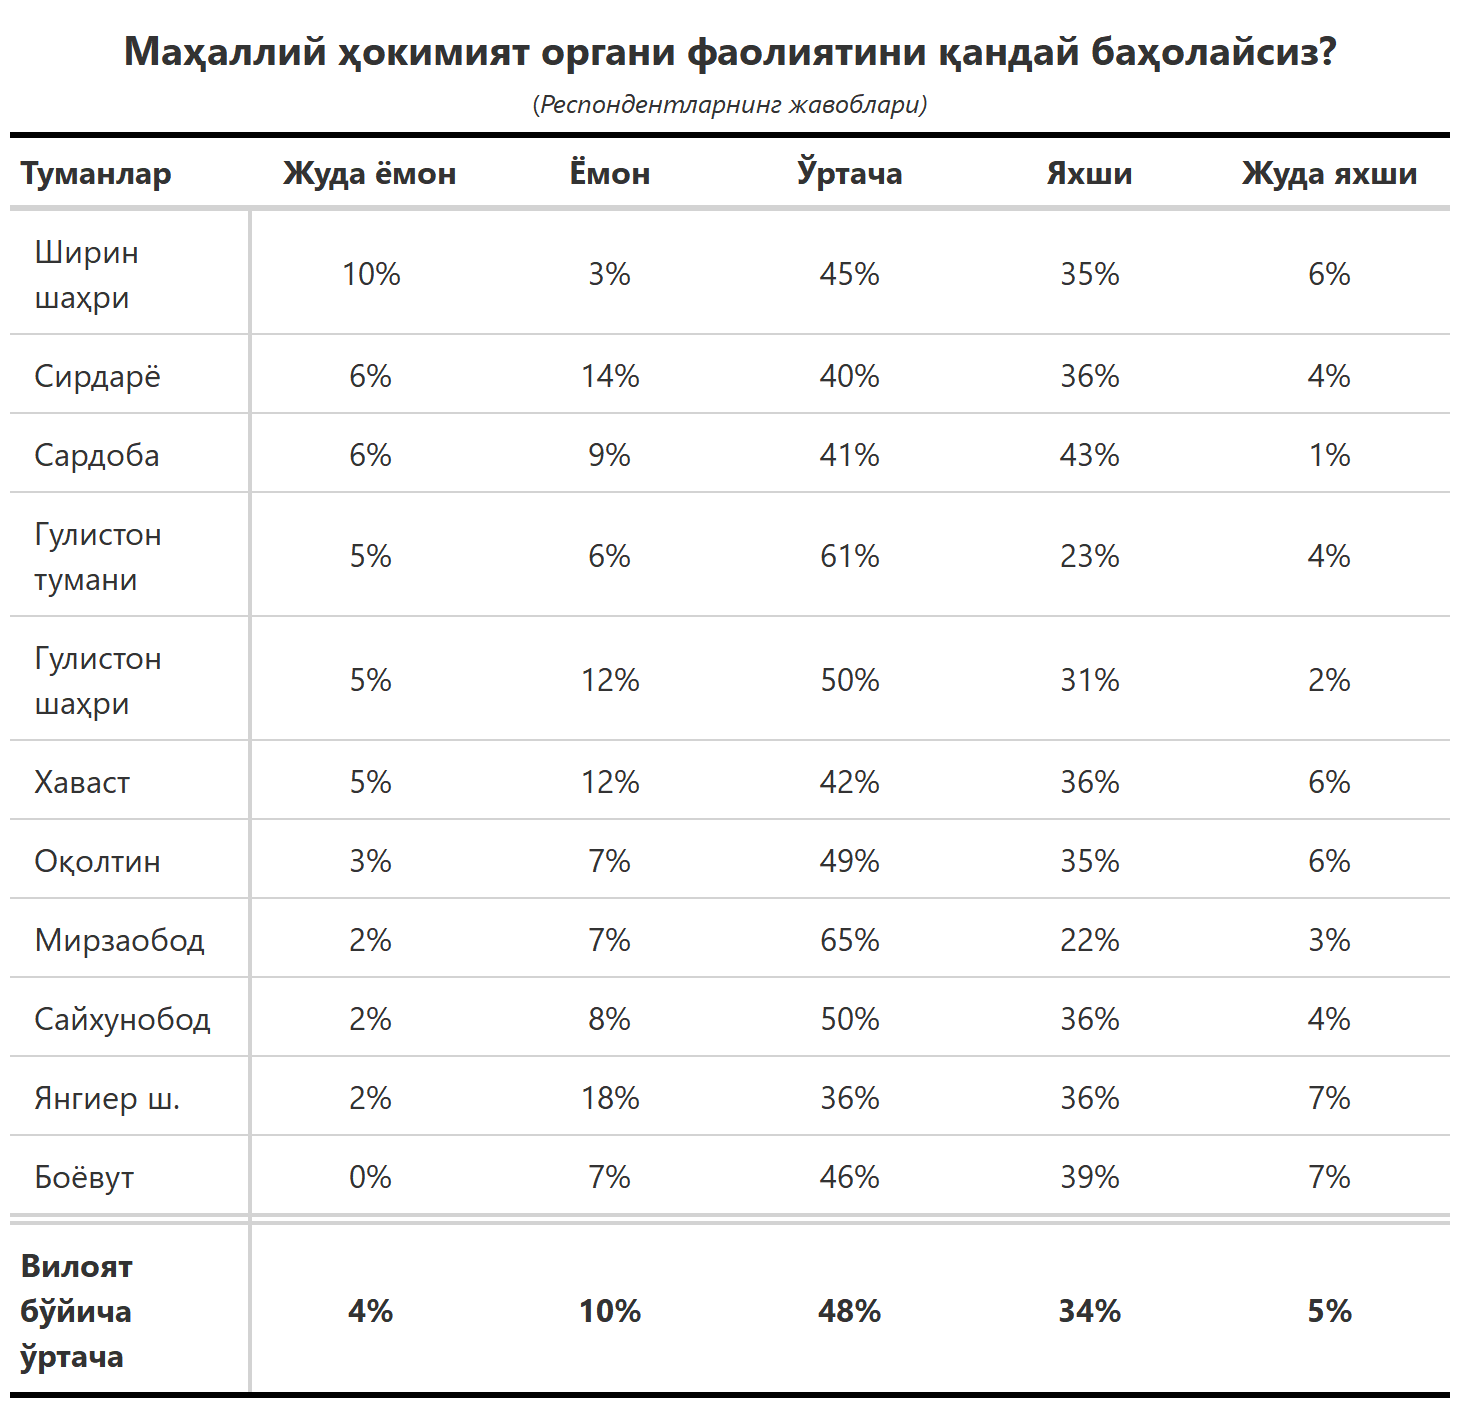 Маҳаллий ҳокимият органи фаолиятини қандай баҳолайсиз?
(Респондентларнинг жавоблари)
Туманлар Жуда ёмон Ёмон Ўртача Яхши Жуда яхши
Ширин
шаҳри
10% 3% 45% 35% 6%
Сирдарё 6% 14% 40% 36% 4%
Сардоба 6% 9% 41% 43% 1%
Гулистон
тумани
5% 6% 61% 23% 4%
Гулистон
шаҳри
5% 12% 50% 31% 2%
Хаваст 5% 12% 42% 36% 6%
Оқолтин 3% 7% 49% 35% 6%
Мирзаобод 2% 7% 65% 22% 3%
Сайхунобод 2% 8% 50% 36% 4%
Янгиер ш. 2% 18% 36% 36% 7%
Боёвут 0% 7% 46% 39% 7%
Вилоят
бўйича
ўртача
4% 10% 48% 34% 5%